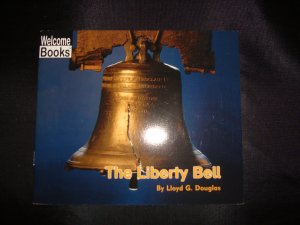 Welcome
Books
The Liberty Bell
By Lloyd G. Douglas